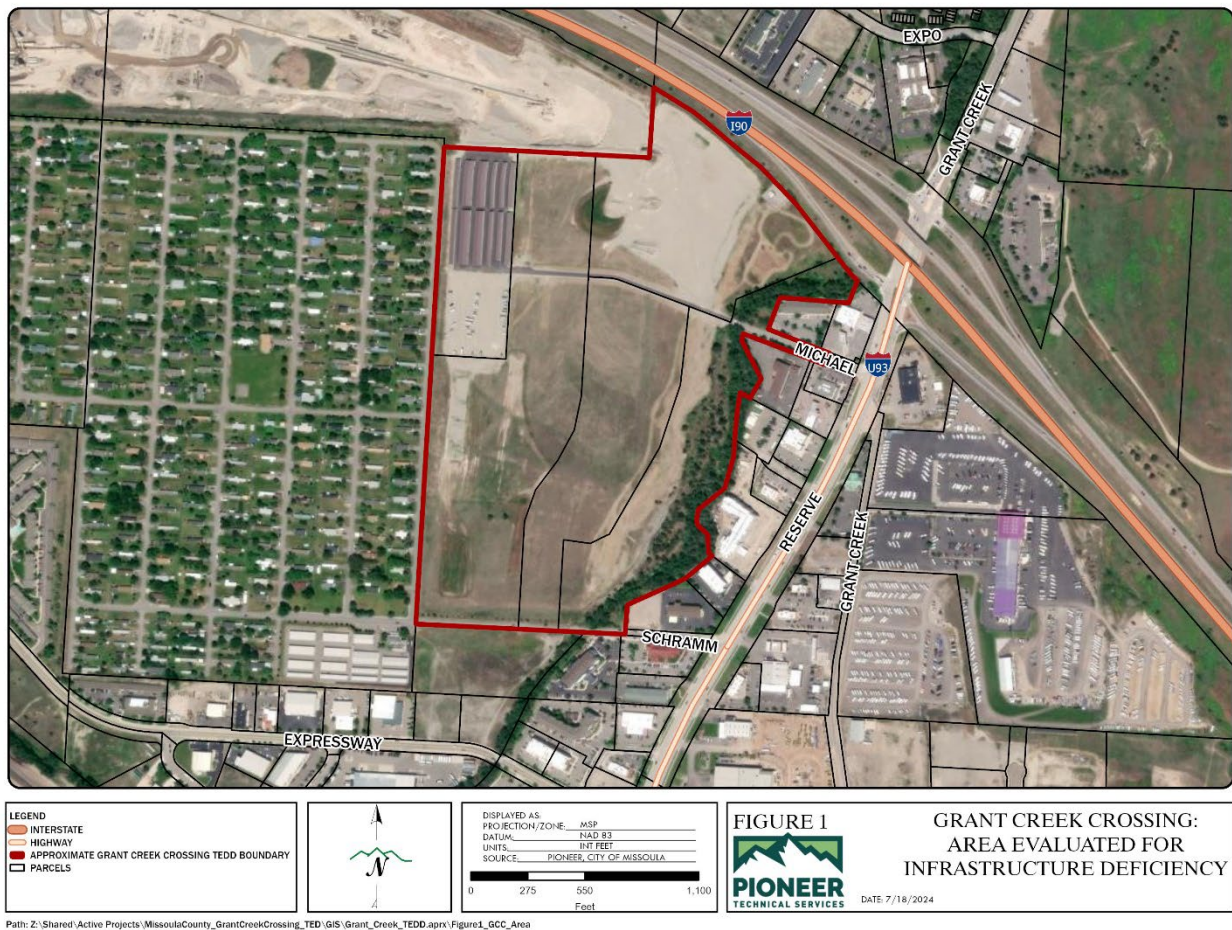 EXPO
GRANT CREEK
I90
MICHAEL
U93
RESERVE
GRANT CREEK
SCHRAMM
EXPRESSWAY
LEGEND
INTERSTATE
HIGHWAY
APPROXIMATE GRANT CREEK CROSSING TEDD BOUNDARY
PARCELS
N
DISPLAYED AS:
PROJECTION/ZONE: MSP
DATUM: NAD 83
UNITS: INT FEET
SOURCE: PIONEER, CITY OF MISSOULA
0 275 550 1,100
Feet
FIGURE 1
PIONEER
TECHNICAL SERVICES
GRANT CREEK CROSSING:
AREA EVALUATED FOR
INFRASTRUCTURE DEFICIENCY
DATE: 7/18/2024
Path: Z:\Shared\Active Projects\MissoulaCounty_GrantCreekCrossing_TED\GIS\Grant_Creek_TEDD.aprx\Figure1_GCC_Area